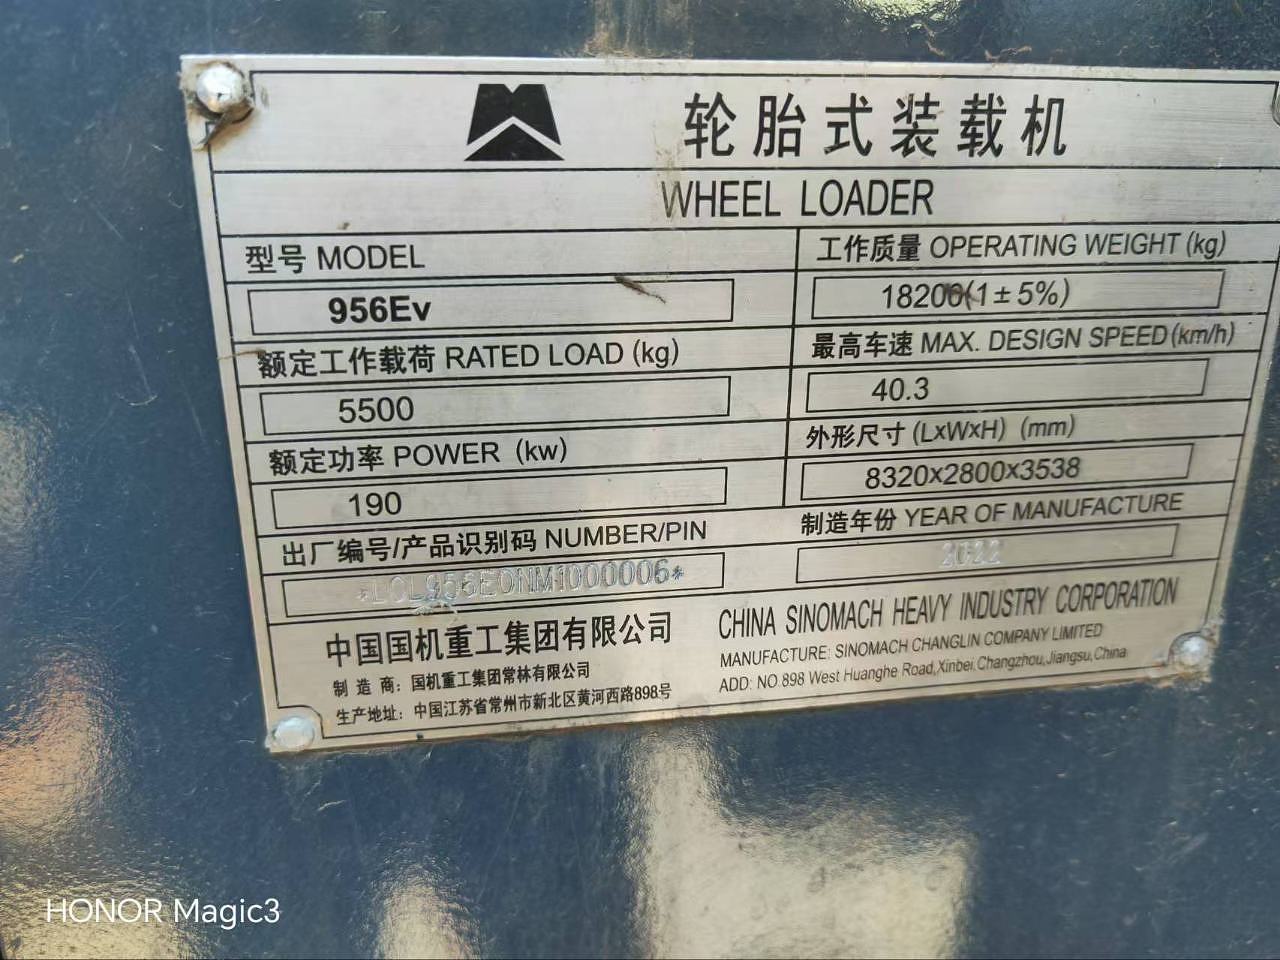 轮胎式装载机
WHEEL LOADER
型号 MODEL
956Ev
工作质量 OPERATING WEIGHT (kg)
18200(1±5%)
额定工作载荷 RATED LOAD (kg)
5500
最高车速 MAX. DESIGN SPEED (km/h)
40.3
额定功率 POWER (kw)
190
外形尺寸 (LxWxH) (mm)
8320x2800x3538
出厂编号/产品识别码 NUMBER/PIN
制造年份 YEAR OF MANUFACTURE
2022
中国国机重工集团有限公司
制 造 商: 国机重工集团常林有限公司
生产地址: 中国江苏省常州市新北区黄河西路898号
CHINA SINOMACH HEAVY INDUSTRY CORPORATION
MANUFACTURE: SINOMACH CHANGLIN COMPANY LIMITED
ADD: NO.898 West Huanghe Road,Xinbei,Changzhou,Jiangsu,China
HONOR Magic3